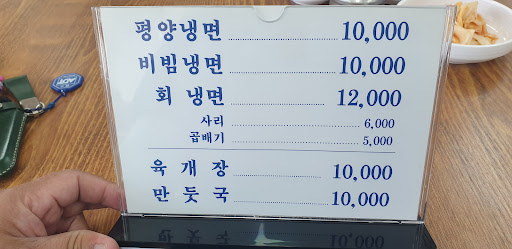 평양냉면 10,000
비빔냉면 10,000
회 냉면 12,000
사리 6,000
곱배기 5,000
육 개 장 10,000
만 둣 국 10,000